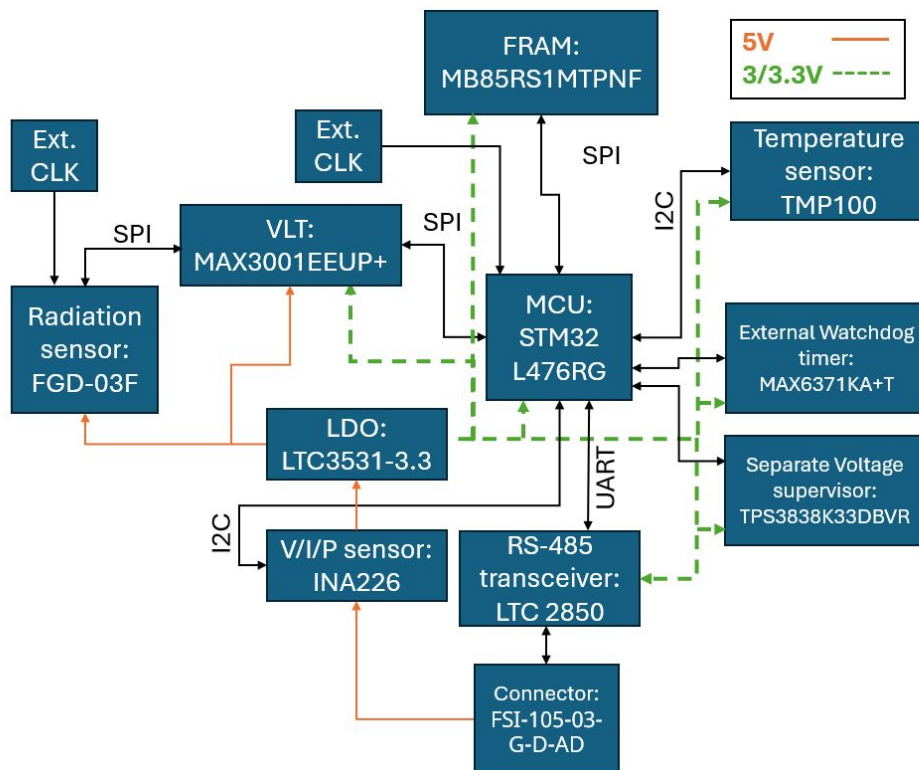 FRAM:
MB85RS1MTPNF
5V
3/3.3V
Ext.
CLK
Ext.
CLK
SPI
Temperature
sensor:
TMP100
I2C
SPI
VLT:
MAX3001EEUP+
SPI
Radiation
sensor:
FGD-03F
MCU:
STM32
L476RG
External Watchdog
timer:
MAX6371KA+T
LDO:
LTC3531-3.3
UART
Separate Voltage
supervisor:
TPS3838K33DBVR
I2C
V/I/P sensor:
INA226
RS-485
transceiver:
LTC 2850
Connector:
FSI-105-03-
G-D-AD